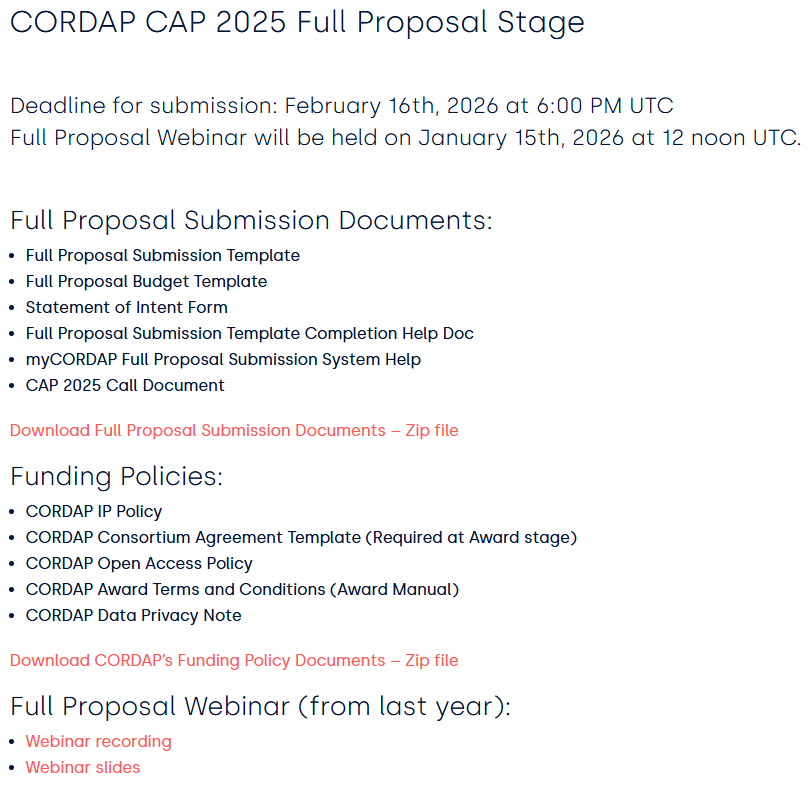 CORDAP CAP 2025 Full Proposal Stage
Deadline for submission: February 16th, 2026 at 6:00 PM UTC
Full Proposal Webinar will be held on January 15th, 2026 at 12 noon UTC.
Full Proposal Submission Documents:
• Full Proposal Submission Template
• Full Proposal Budget Template
• Statement of Intent Form
• Full Proposal Submission Template Completion Help Doc
• myCORDAP Full Proposal Submission System Help
• CAP 2025 Call Document
Download Full Proposal Submission Documents – Zip file
Funding Policies:
• CORDAP IP Policy
• CORDAP Consortium Agreement Template (Required at Award stage)
• CORDAP Open Access Policy
• CORDAP Award Terms and Conditions (Award Manual)
• CORDAP Data Privacy Note
Download CORDAP's Funding Policy Documents – Zip file
Full Proposal Webinar (from last year):
• Webinar recording
• Webinar slides